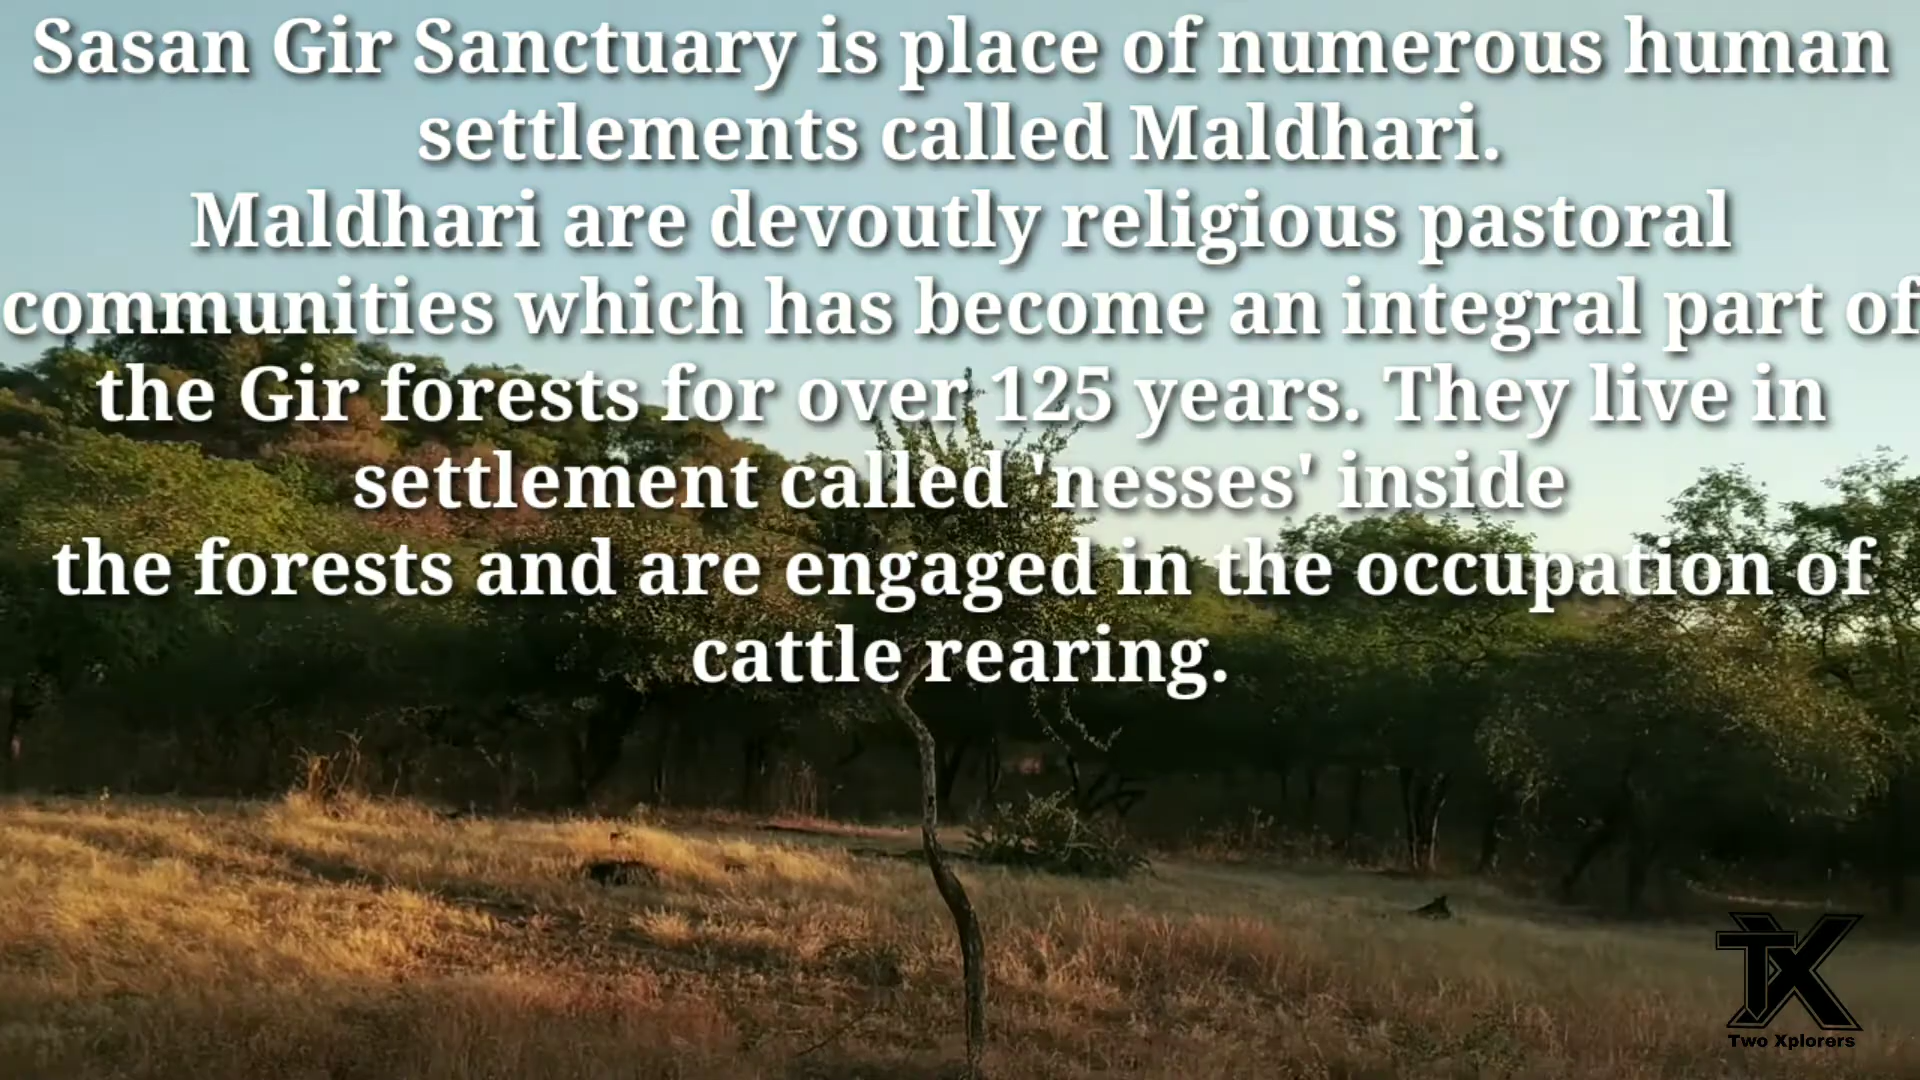 Sasan Gir Sanctuary is place of numerous human
settlements called Maldhari.
Maldhari are devoutly religious pastoral
communities which has become an integral part of
the Gir forests for over 125 years. They live in
settlement called 'nesses' inside
the forests and are engaged in the occupation of
cattle rearing.
TX
Two Xplorers